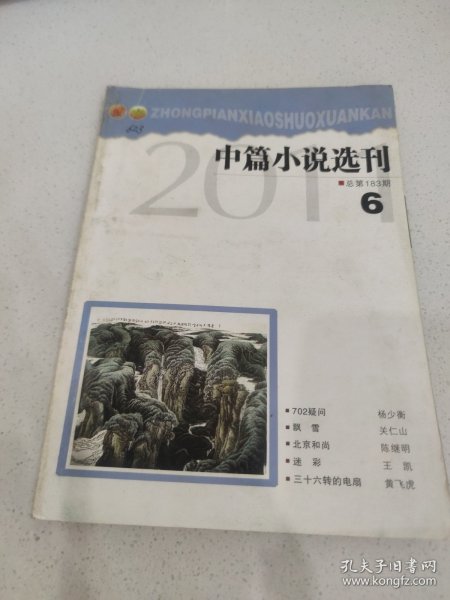 ZHONGPIANXIAOSHUOXUANKAN
623
2011
中篇小说选刊
■总第183期
6
■702疑问 杨少衡
■飘雪 关仁山
■北京和尚 陈继明
■迷彩 王凯
■三十六转的电扇 黄飞虎
孔夫子旧书网
www.kongfz.com